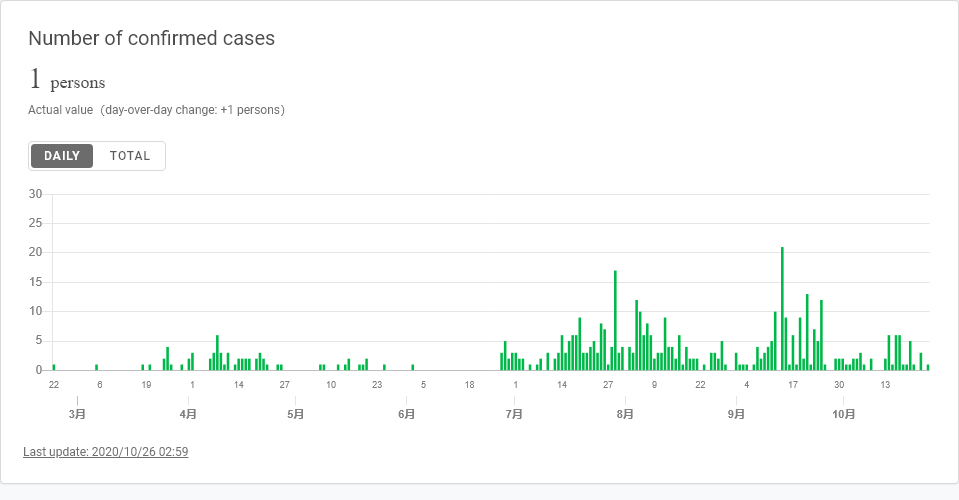 Number of confirmed cases
1 persons
Actual value (day-over-day change: +1 persons)
DAILY TOTAL
30
25
20
15
10
5
0
22 6 19 1 14 27 10 23 5 18 1 14 27 9 22 4 17 30 13
3月 4月 5月 6月 7月 8月 9月 10月
Last update: 2020/10/26 02:59